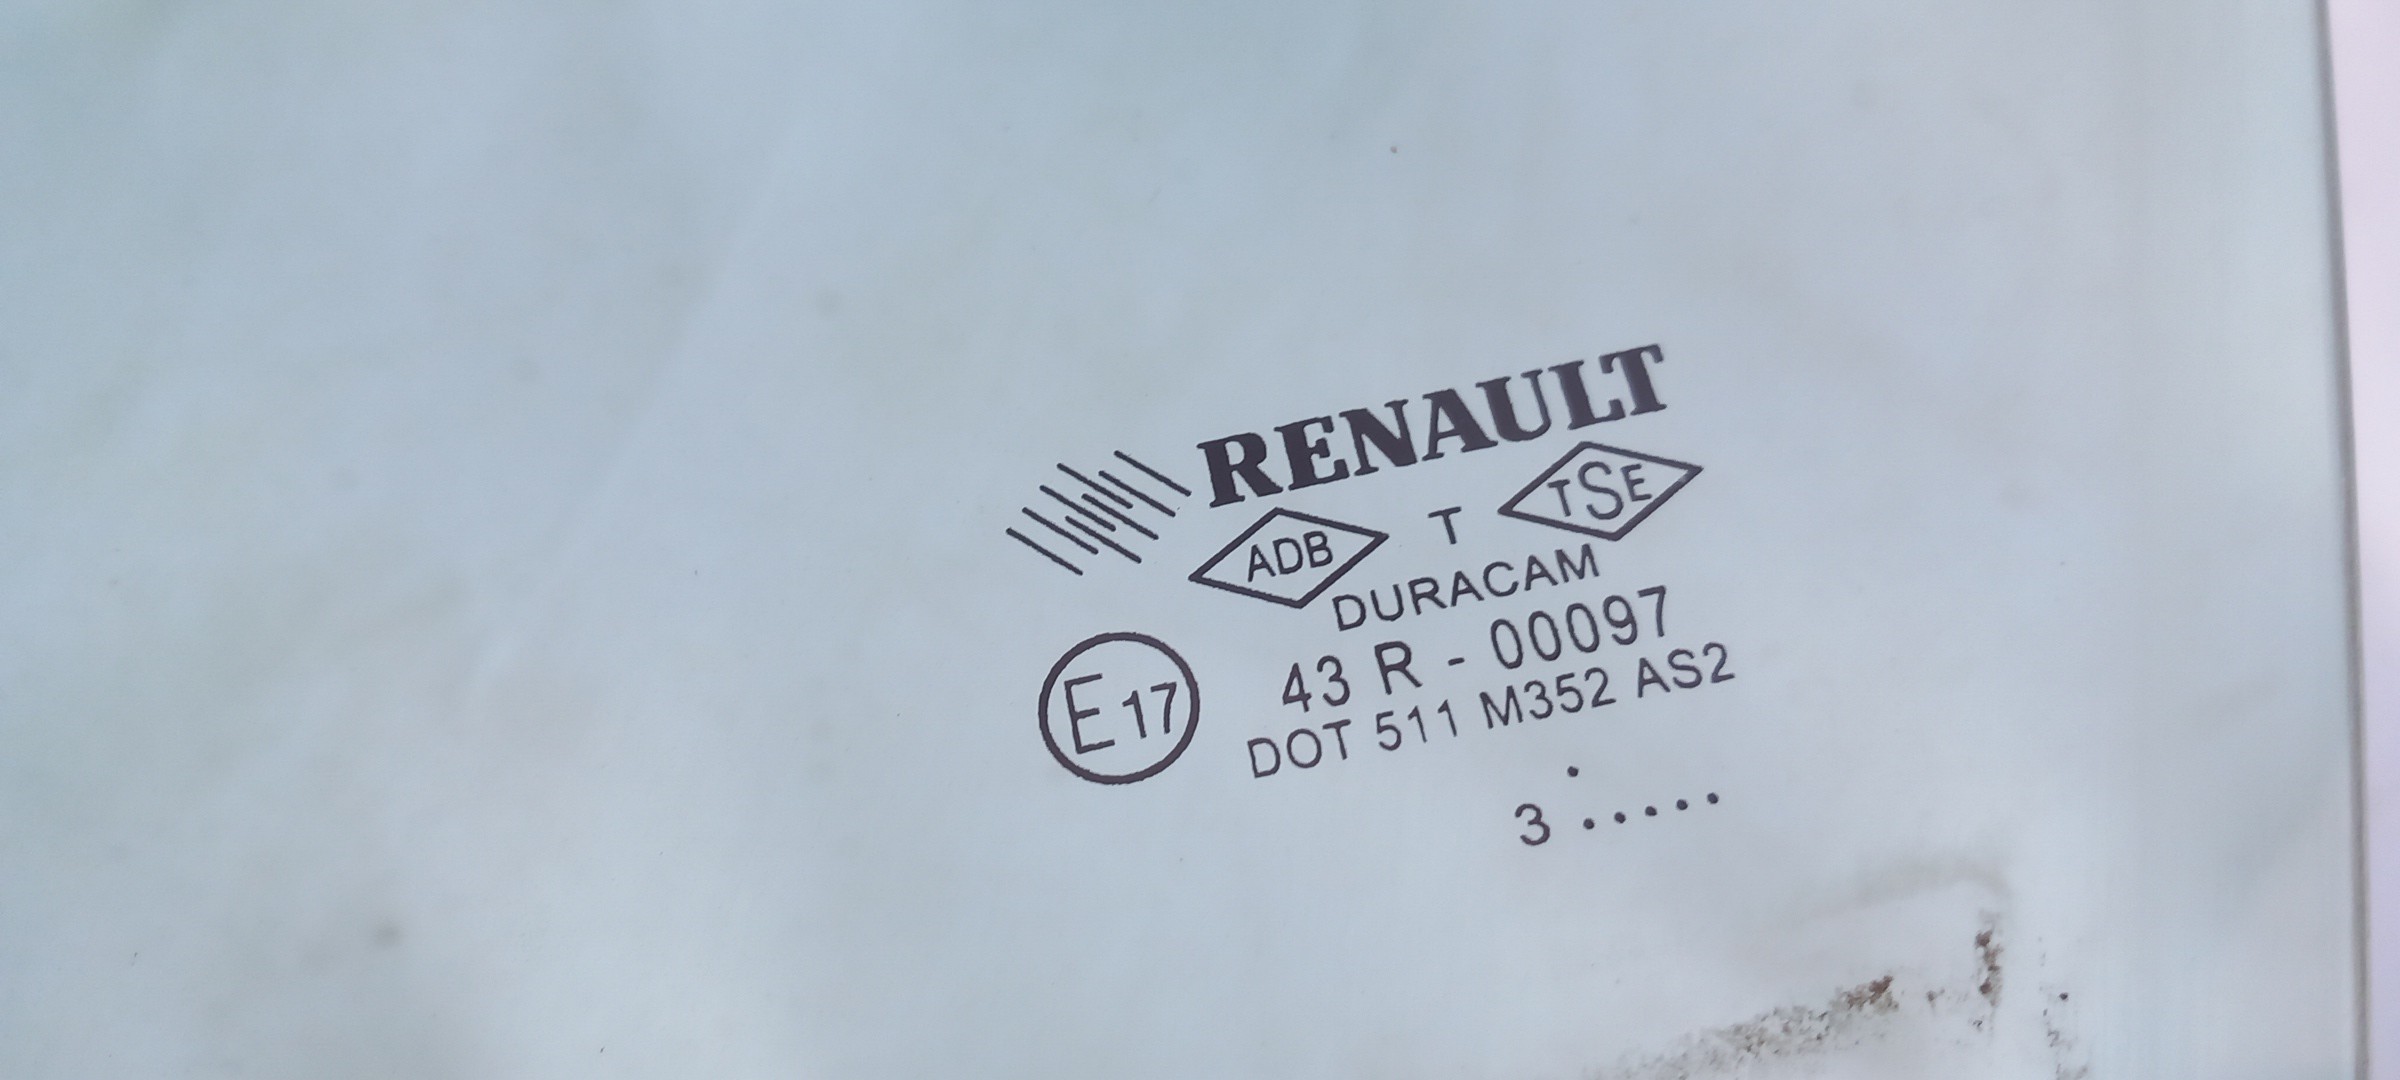 RENAULT
ADB T TSE
DURACAM
E17 43 R - 00097
DOT 511 M352 AS2
.
3 .....